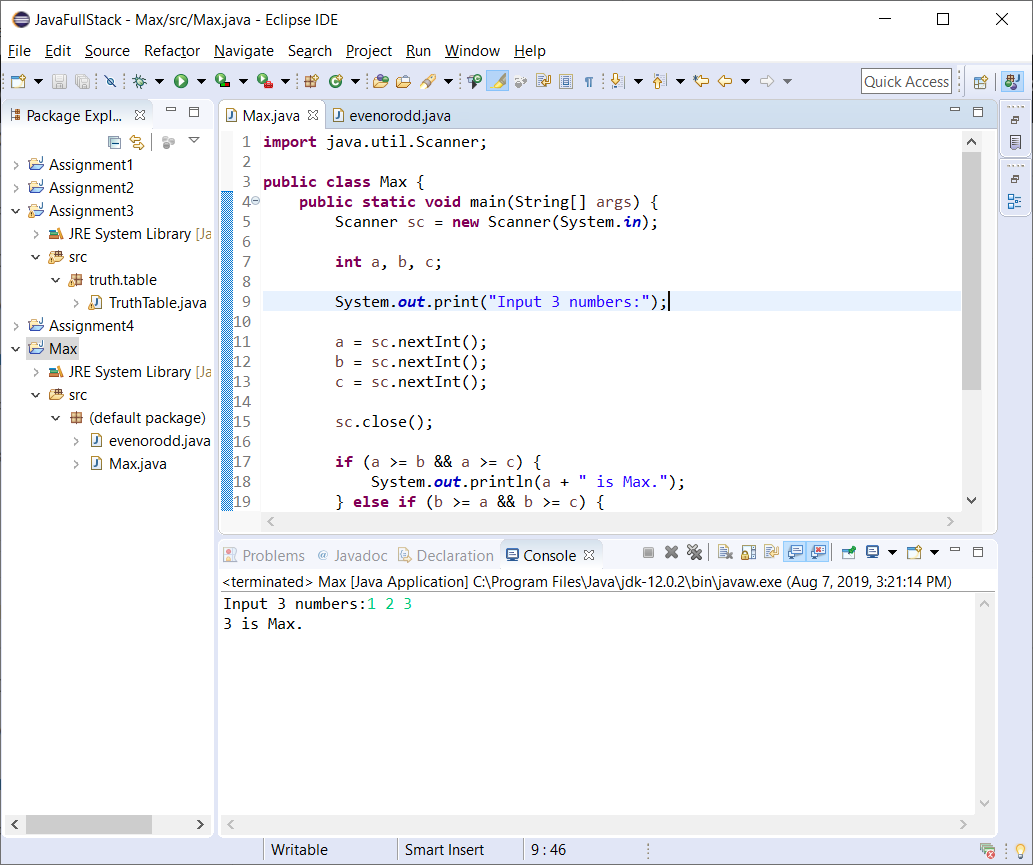 JavaFullStack - Max/src/Max.java - Eclipse IDE
File Edit Source Refactor Navigate Search Project Run Window Help
Quick Access
Package Expl...
Assignment1
Assignment2
Assignment3
JRE System Library [Ja
src
truth.table
TruthTable.java
Assignment4
Max
JRE System Library [Ja
src
(default package)
evenorodd.java
Max.java
Max.java evenorodd.java
1 import java.util.Scanner;
2
3 public class Max {
4 public static void main(String[] args) {
5 Scanner sc = new Scanner(System.in);
6
7 int a, b, c;
8
9 System.out.print("Input 3 numbers:");
10
11 a = sc.nextInt();
12 b = sc.nextInt();
13 c = sc.nextInt();
14
15 sc.close();
16
17 if (a >= b && a >= c) {
18 System.out.println(a + " is Max.");
19 } else if (b >= a && b >= c) {
Problems @ Javadoc Declaration Console
<terminated> Max [Java Application] C:\Program Files\Java\jdk-12.0.2\bin\javaw.exe (Aug 7, 2019, 3:21:14 PM)
Input 3 numbers:1 2 3
3 is Max.
Writable Smart Insert 9 : 46